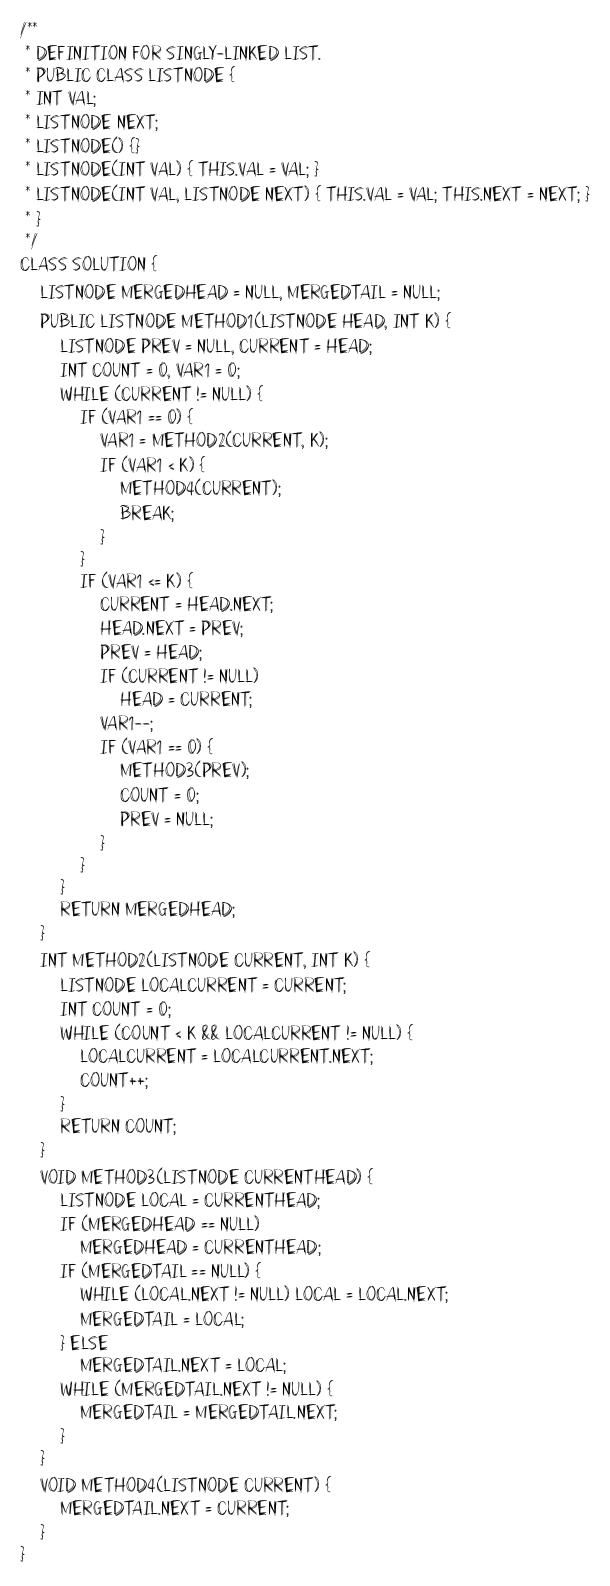 /**
* DEFINITION FOR SINGLY-LINKED LIST.
* PUBLIC CLASS LISTNODE {
* INT VAL;
* LISTNODE NEXT;
* LISTNODE() {}
* LISTNODE(INT VAL) { THIS.VAL = VAL; }
* LISTNODE(INT VAL, LISTNODE NEXT) { THIS.VAL = VAL; THIS.NEXT = NEXT; }
* }
*/
CLASS SOLUTION {
LISTNODE MERGEDHEAD = NULL, MERGEDTAIL = NULL;
PUBLIC LISTNODE METHOD1(LISTNODE HEAD, INT K) {
LISTNODE PREV = NULL, CURRENT = HEAD;
INT COUNT = 0, VAR1 = 0;
WHILE (CURRENT != NULL) {
IF (VAR1 == 0) {
VAR1 = METHOD2(CURRENT, K);
IF (VAR1 < K) {
METHOD4(CURRENT);
BREAK;
}
}
IF (VAR1 <= K) {
CURRENT = HEAD.NEXT;
HEAD.NEXT = PREV;
PREV = HEAD;
IF (CURRENT != NULL)
HEAD = CURRENT;
VAR1--;
IF (VAR1 == 0) {
METHOD3(PREV);
COUNT = 0;
PREV = NULL;
}
}
}
RETURN MERGEDHEAD;
}
INT METHOD2(LISTNODE CURRENT, INT K) {
LISTNODE LOCALCURRENT = CURRENT;
INT COUNT = 0;
WHILE (COUNT < K && LOCALCURRENT != NULL) {
LOCALCURRENT = LOCALCURRENT.NEXT;
COUNT++;
}
RETURN COUNT;
}
VOID METHOD3(LISTNODE CURRENTHEAD) {
LISTNODE LOCAL = CURRENTHEAD;
IF (MERGEDHEAD == NULL)
MERGEDHEAD = CURRENTHEAD;
IF (MERGEDTAIL == NULL) {
WHILE (LOCAL.NEXT != NULL) LOCAL = LOCAL.NEXT;
MERGEDTAIL = LOCAL;
} ELSE
MERGEDTAIL.NEXT = LOCAL;
WHILE (MERGEDTAIL.NEXT != NULL) {
MERGEDTAIL = MERGEDTAIL.NEXT;
}
}
VOID METHOD4(LISTNODE CURRENT) {
MERGEDTAIL.NEXT = CURRENT;
}
}